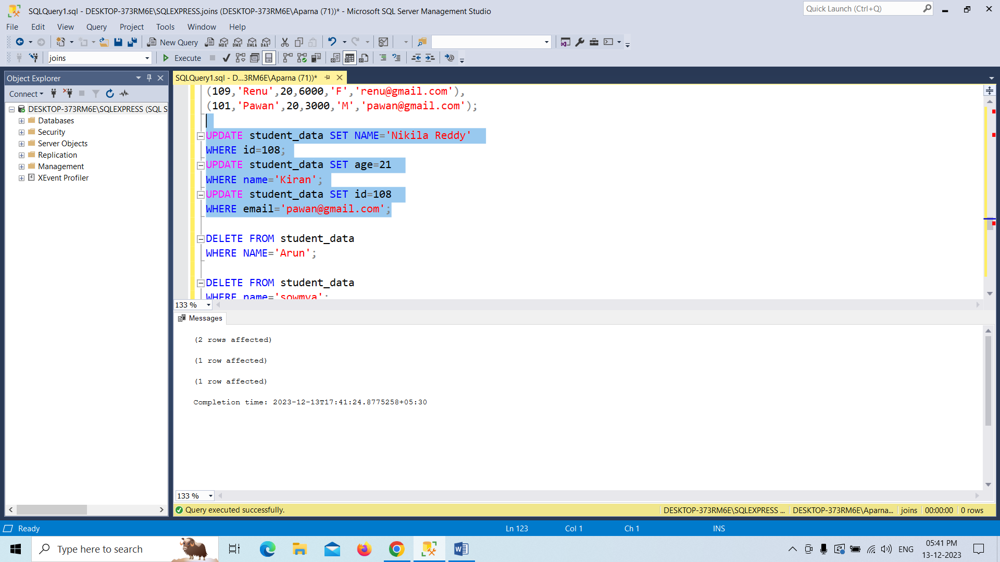 SQLQuery1.sql - DESKTOP-373RM6E\SQLEXPRESS.joins (DESKTOP-373RM6E\Aparna (71))* - Microsoft SQL Server Management Studio
Quick Launch (Ctrl+Q)
File Edit View Query Project Tools Window Help
New Query MDX DMX XMLA DAX
joins Execute
Object Explorer
SQLQuery1.sql - D...3RM6E\Aparna (71))*
Connect
DESKTOP-373RM6E\SQLEXPRESS (SQL S
Databases
Security
Server Objects
Replication
Management
XEvent Profiler
(109,'Renu',20,6000,'F','renu@gmail.com'),
(101,'Pawan',20,3000,'M','pawan@gmail.com');
UPDATE student_data SET NAME='Nikila Reddy'
WHERE id=108;
UPDATE student_data SET age=21
WHERE name='Kiran';
UPDATE student_data SET id=108
WHERE email='pawan@gmail.com';
DELETE FROM student_data
WHERE NAME='Arun';
DELETE FROM student_data
WHERE name='sowmya';
133 %
Messages
(2 rows affected)
(1 row affected)
(1 row affected)
Completion time: 2023-12-13T17:41:24.8775258+05:30
133 %
Query executed successfully.
DESKTOP-373RM6E\SQLEXPRESS ... DESKTOP-373RM6E\Aparna... joins 00:00:00 0 rows
Ready Ln 123 Col 1 Ch 1 INS
Type here to search
ENG
05:41 PM
13-12-2023